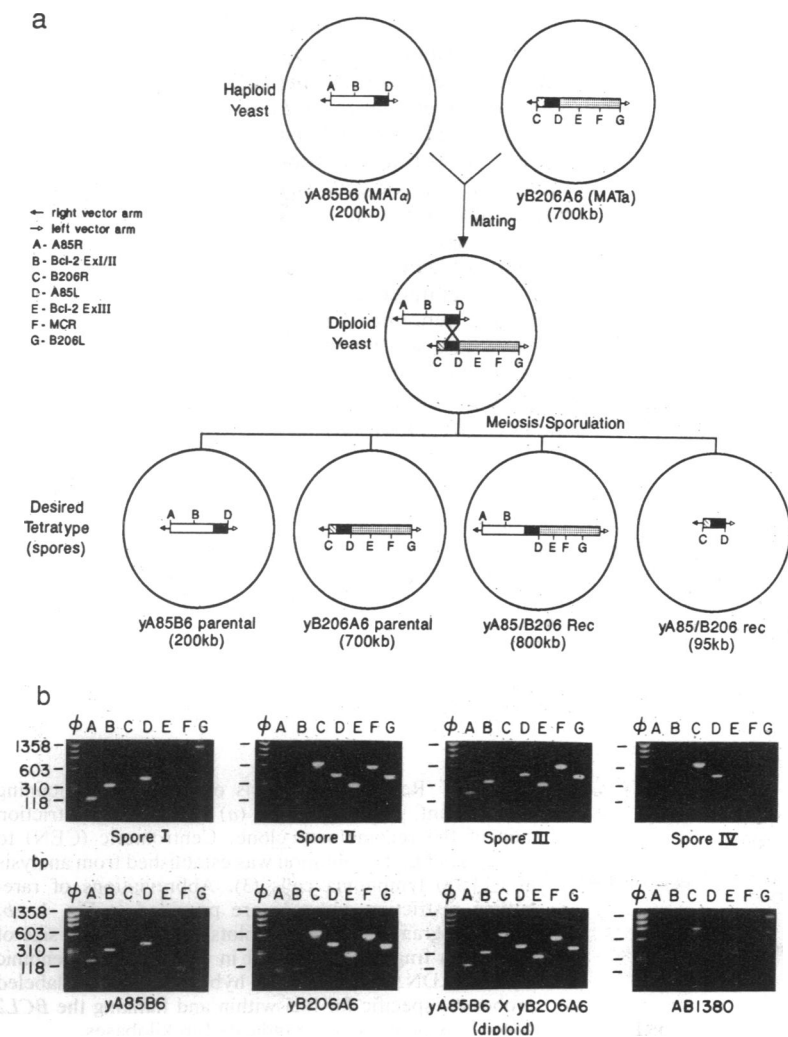 a
Haploid
Yeast
A B D
C D E F G
yA85B6 (MATα)
(200kb)
yB206A6 (MATa)
(700kb)
← right vector arm
→ left vector arm
A - A85R
B - Bcl-2 ExI/II
C - B206R
D - A85L
E - Bcl-2 ExIII
F - MCR
G - B206L
Mating
Diploid
Yeast
A B D
C D E F G
Meiosis/Sporulation
Desired
Tetratype
(spores)
A B D
C D E F G
A B
D E F G
C D
yA85B6 parental
(200kb)
yB206A6 parental
(700kb)
yA85/B206 Rec
(800kb)
yA85/B206 rec
(95kb)
b
ϕ A B C D E F G
ϕ A B C D E F G
ϕ A B C D E F G
ϕ A B C D E F G
1358
603
310
118
Spore I
Spore II
Spore III
Spore IV
bp
1358
603
310
118
yA85B6
yB206A6
yA85B6 X yB206A6
(diploid)
AB1380